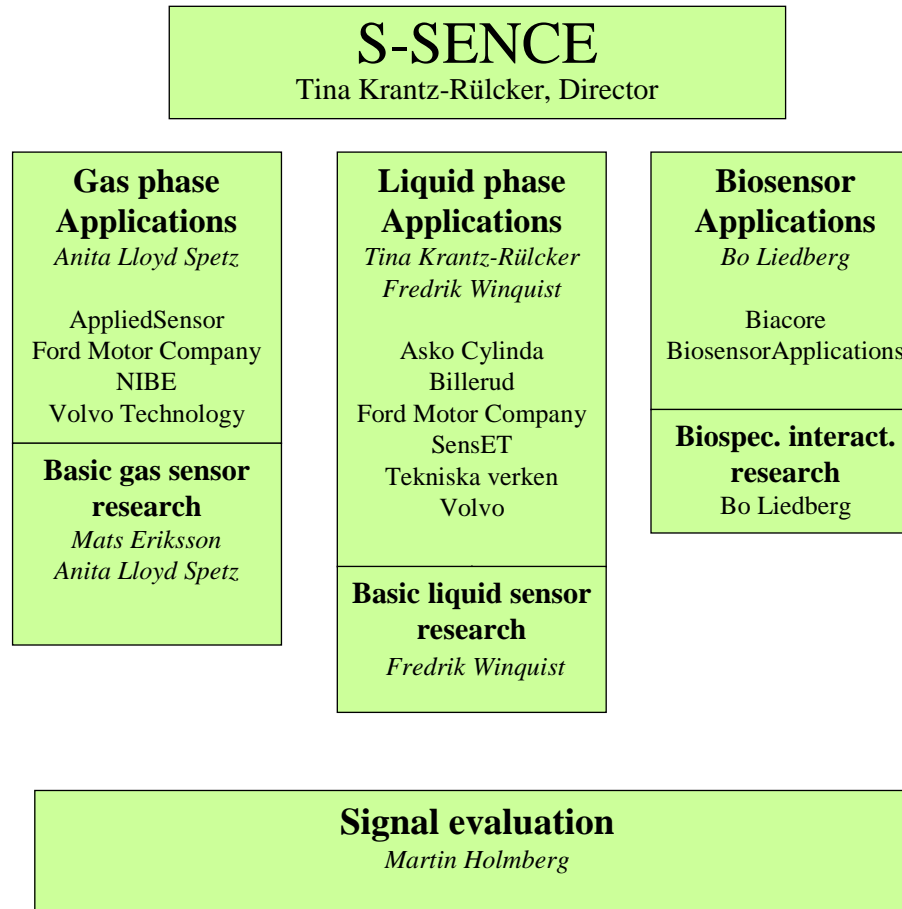 S-SENCE
Tina Krantz-Rülcker, Director
Gas phase
Applications
Anita Lloyd Spetz
AppliedSensor
Ford Motor Company
NIBE
Volvo Technology
Basic gas sensor
research
Mats Eriksson
Anita Lloyd Spetz
Liquid phase
Applications
Tina Krantz-Rülcker
Fredrik Winquist
Asko Cylinda
Billerud
Ford Motor Company
SensET
Tekniska verken
Volvo
Basic liquid sensor
research
Fredrik Winquist
Biosensor
Applications
Bo Liedberg
Biacore
BiosensorApplications
Biospec. interact.
research
Bo Liedberg
Signal evaluation
Martin Holmberg